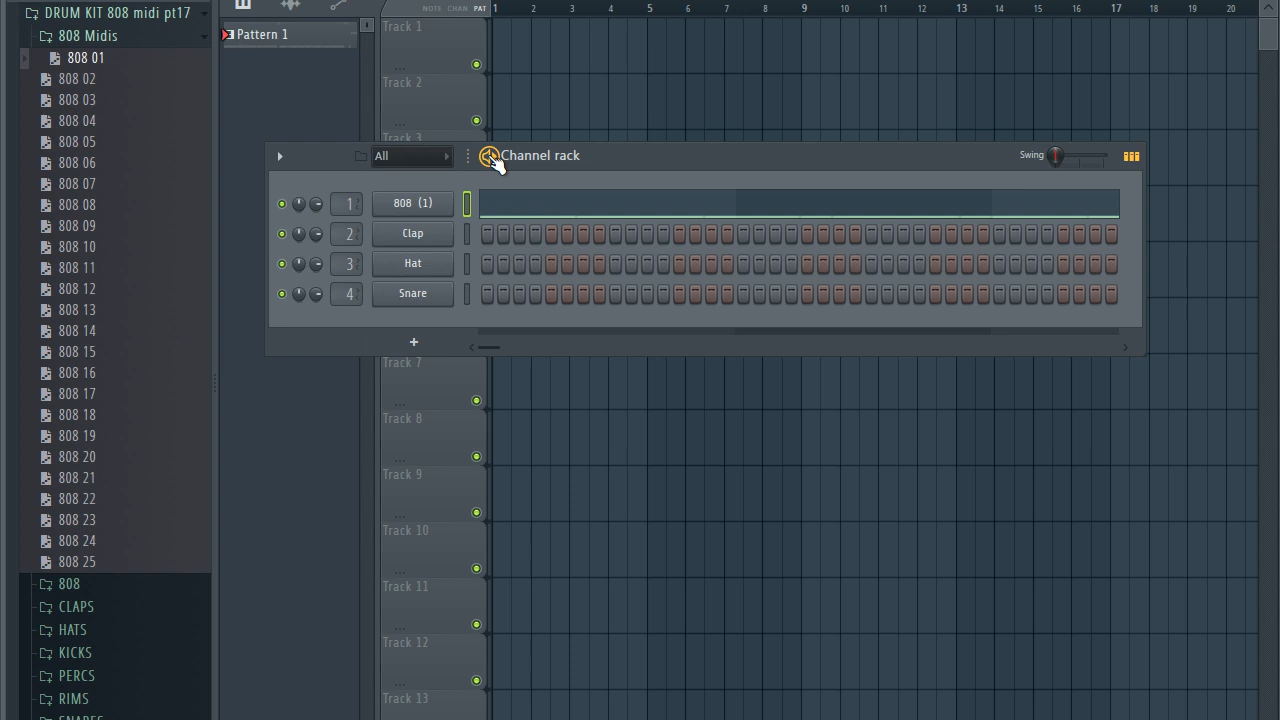 DRUM KIT 808 midi pt17
808 Midis
808 01
808 02
808 03
808 04
808 05
808 06
808 07
808 08
808 09
808 10
808 11
808 12
808 13
808 14
808 15
808 16
808 17
808 18
808 19
808 20
808 21
808 22
808 23
808 24
808 25
808
CLAPS
HATS
KICKS
PERCS
RIMS
SNARES
Pattern 1
NOTE CHAN PAT
1 2 3 4 5 6 7 8 9 10 11 12 13 14 15 16 17 18 19 20
Track 1
...
Track 2
...
Track 3
All
Channel rack
Swing
1 808 (1)
2 Clap
3 Hat
4 Snare
+
Track 7
...
Track 8
...
Track 9
...
Track 10
...
Track 11
...
Track 12
...
Track 13